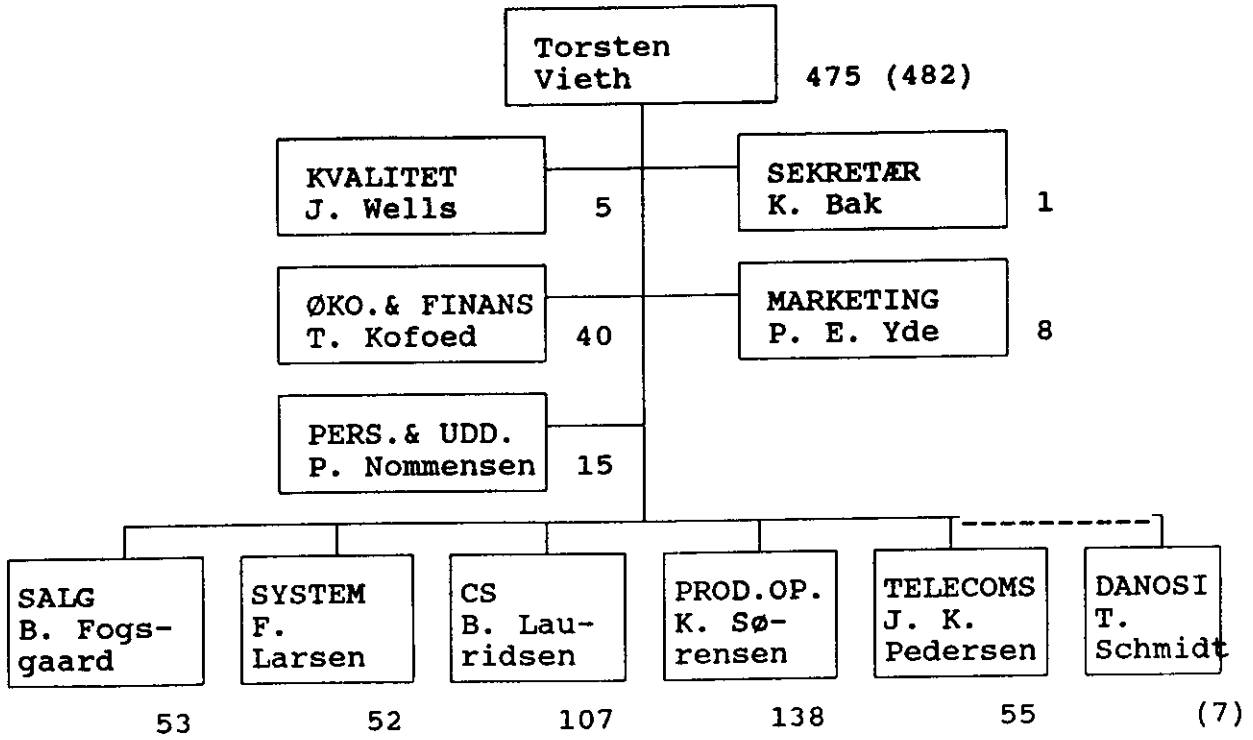 Torsten
Vieth
475 (482)
KVALITET
J. Wells
5
SEKRETÆR
K. Bak
1
ØKO.& FINANS
T. Kofoed
40
MARKETING
P. E. Yde
8
PERS.& UDD.
P. Nommensen
15
SALG
B. Fogs-
gaard
53
SYSTEM
F.
Larsen
52
CS
B. Lau-
ridsen
107
PROD.OP.
K. Sø-
rensen
138
TELECOMS
J. K.
Pedersen
55
DANOSI
T.
Schmidt
(7)